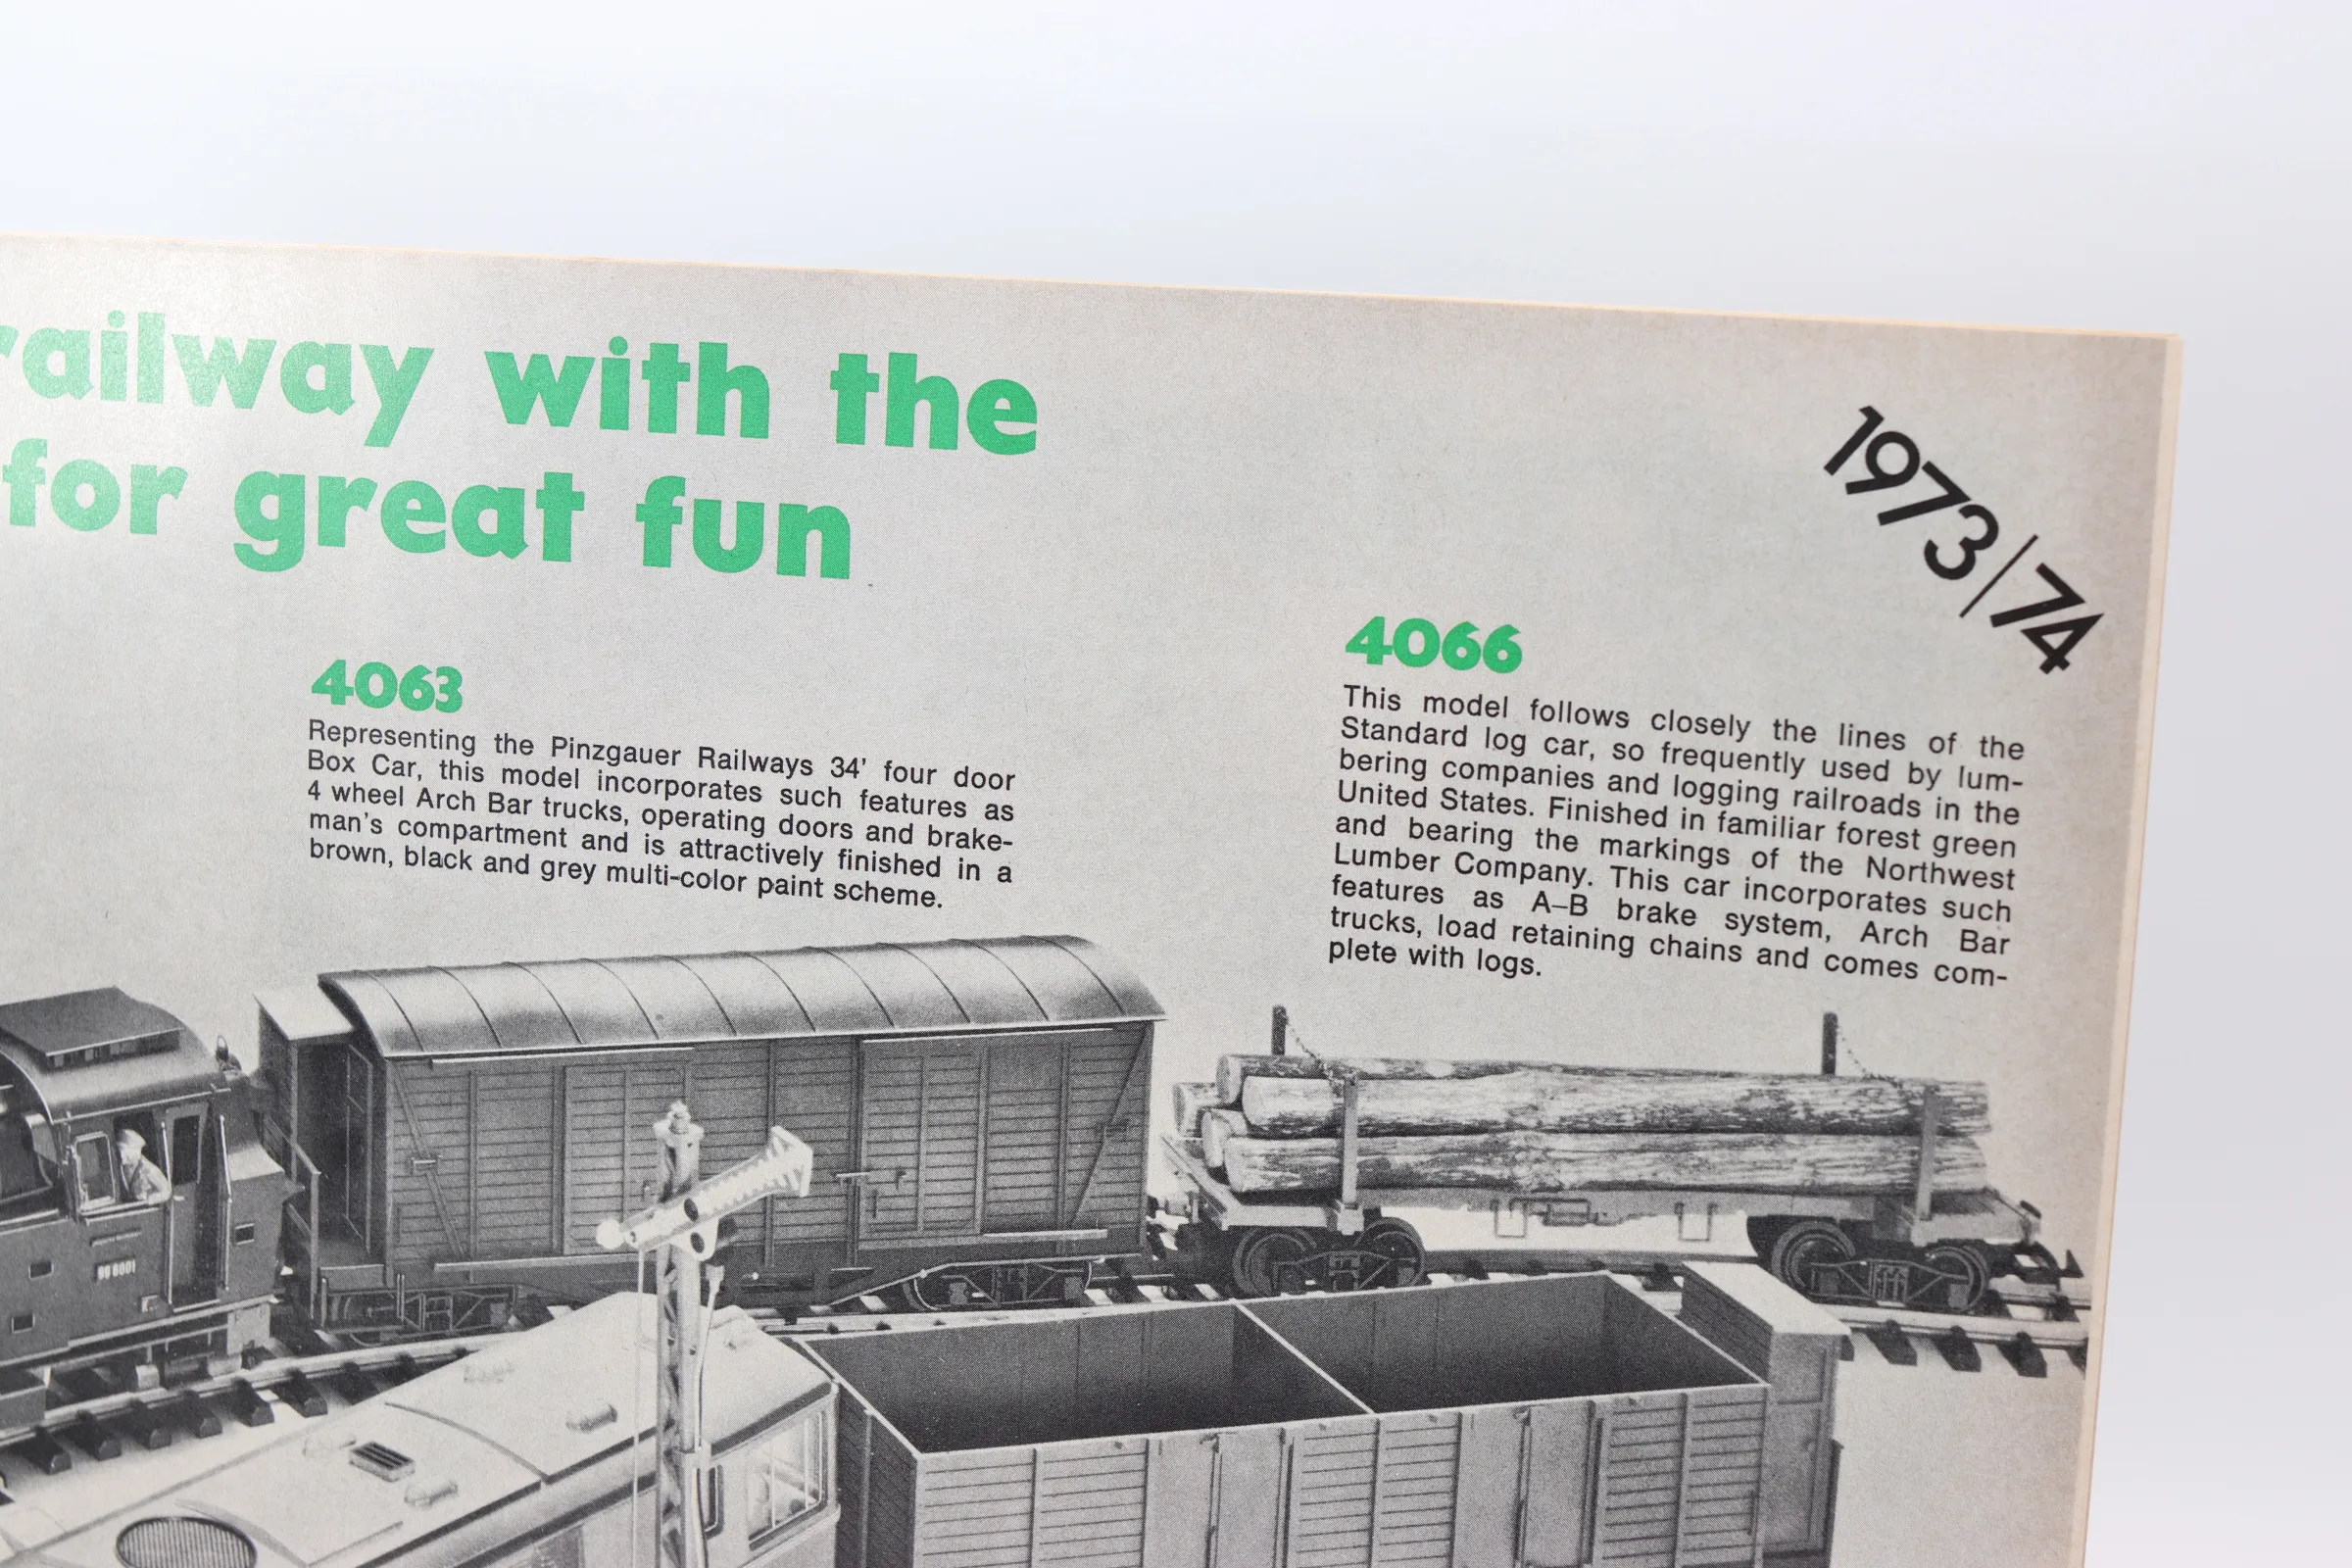 railway with the
for great fun
1973/74
4063
Representing the Pinzgauer Railways 34' four door
Box Car, this model incorporates such features as
4 wheel Arch Bar trucks, operating doors and brake-
man's compartment and is attractively finished in a
brown, black and grey multi-color paint scheme.
4066
This model follows closely the lines of the
Standard log car, so frequently used by lum-
bering companies and logging railroads in the
United States. Finished in familiar forest green
and bearing the markings of the Northwest
Lumber Company. This car incorporates such
features as A–B brake system, Arch Bar
trucks, load retaining chains and comes com-
plete with logs.